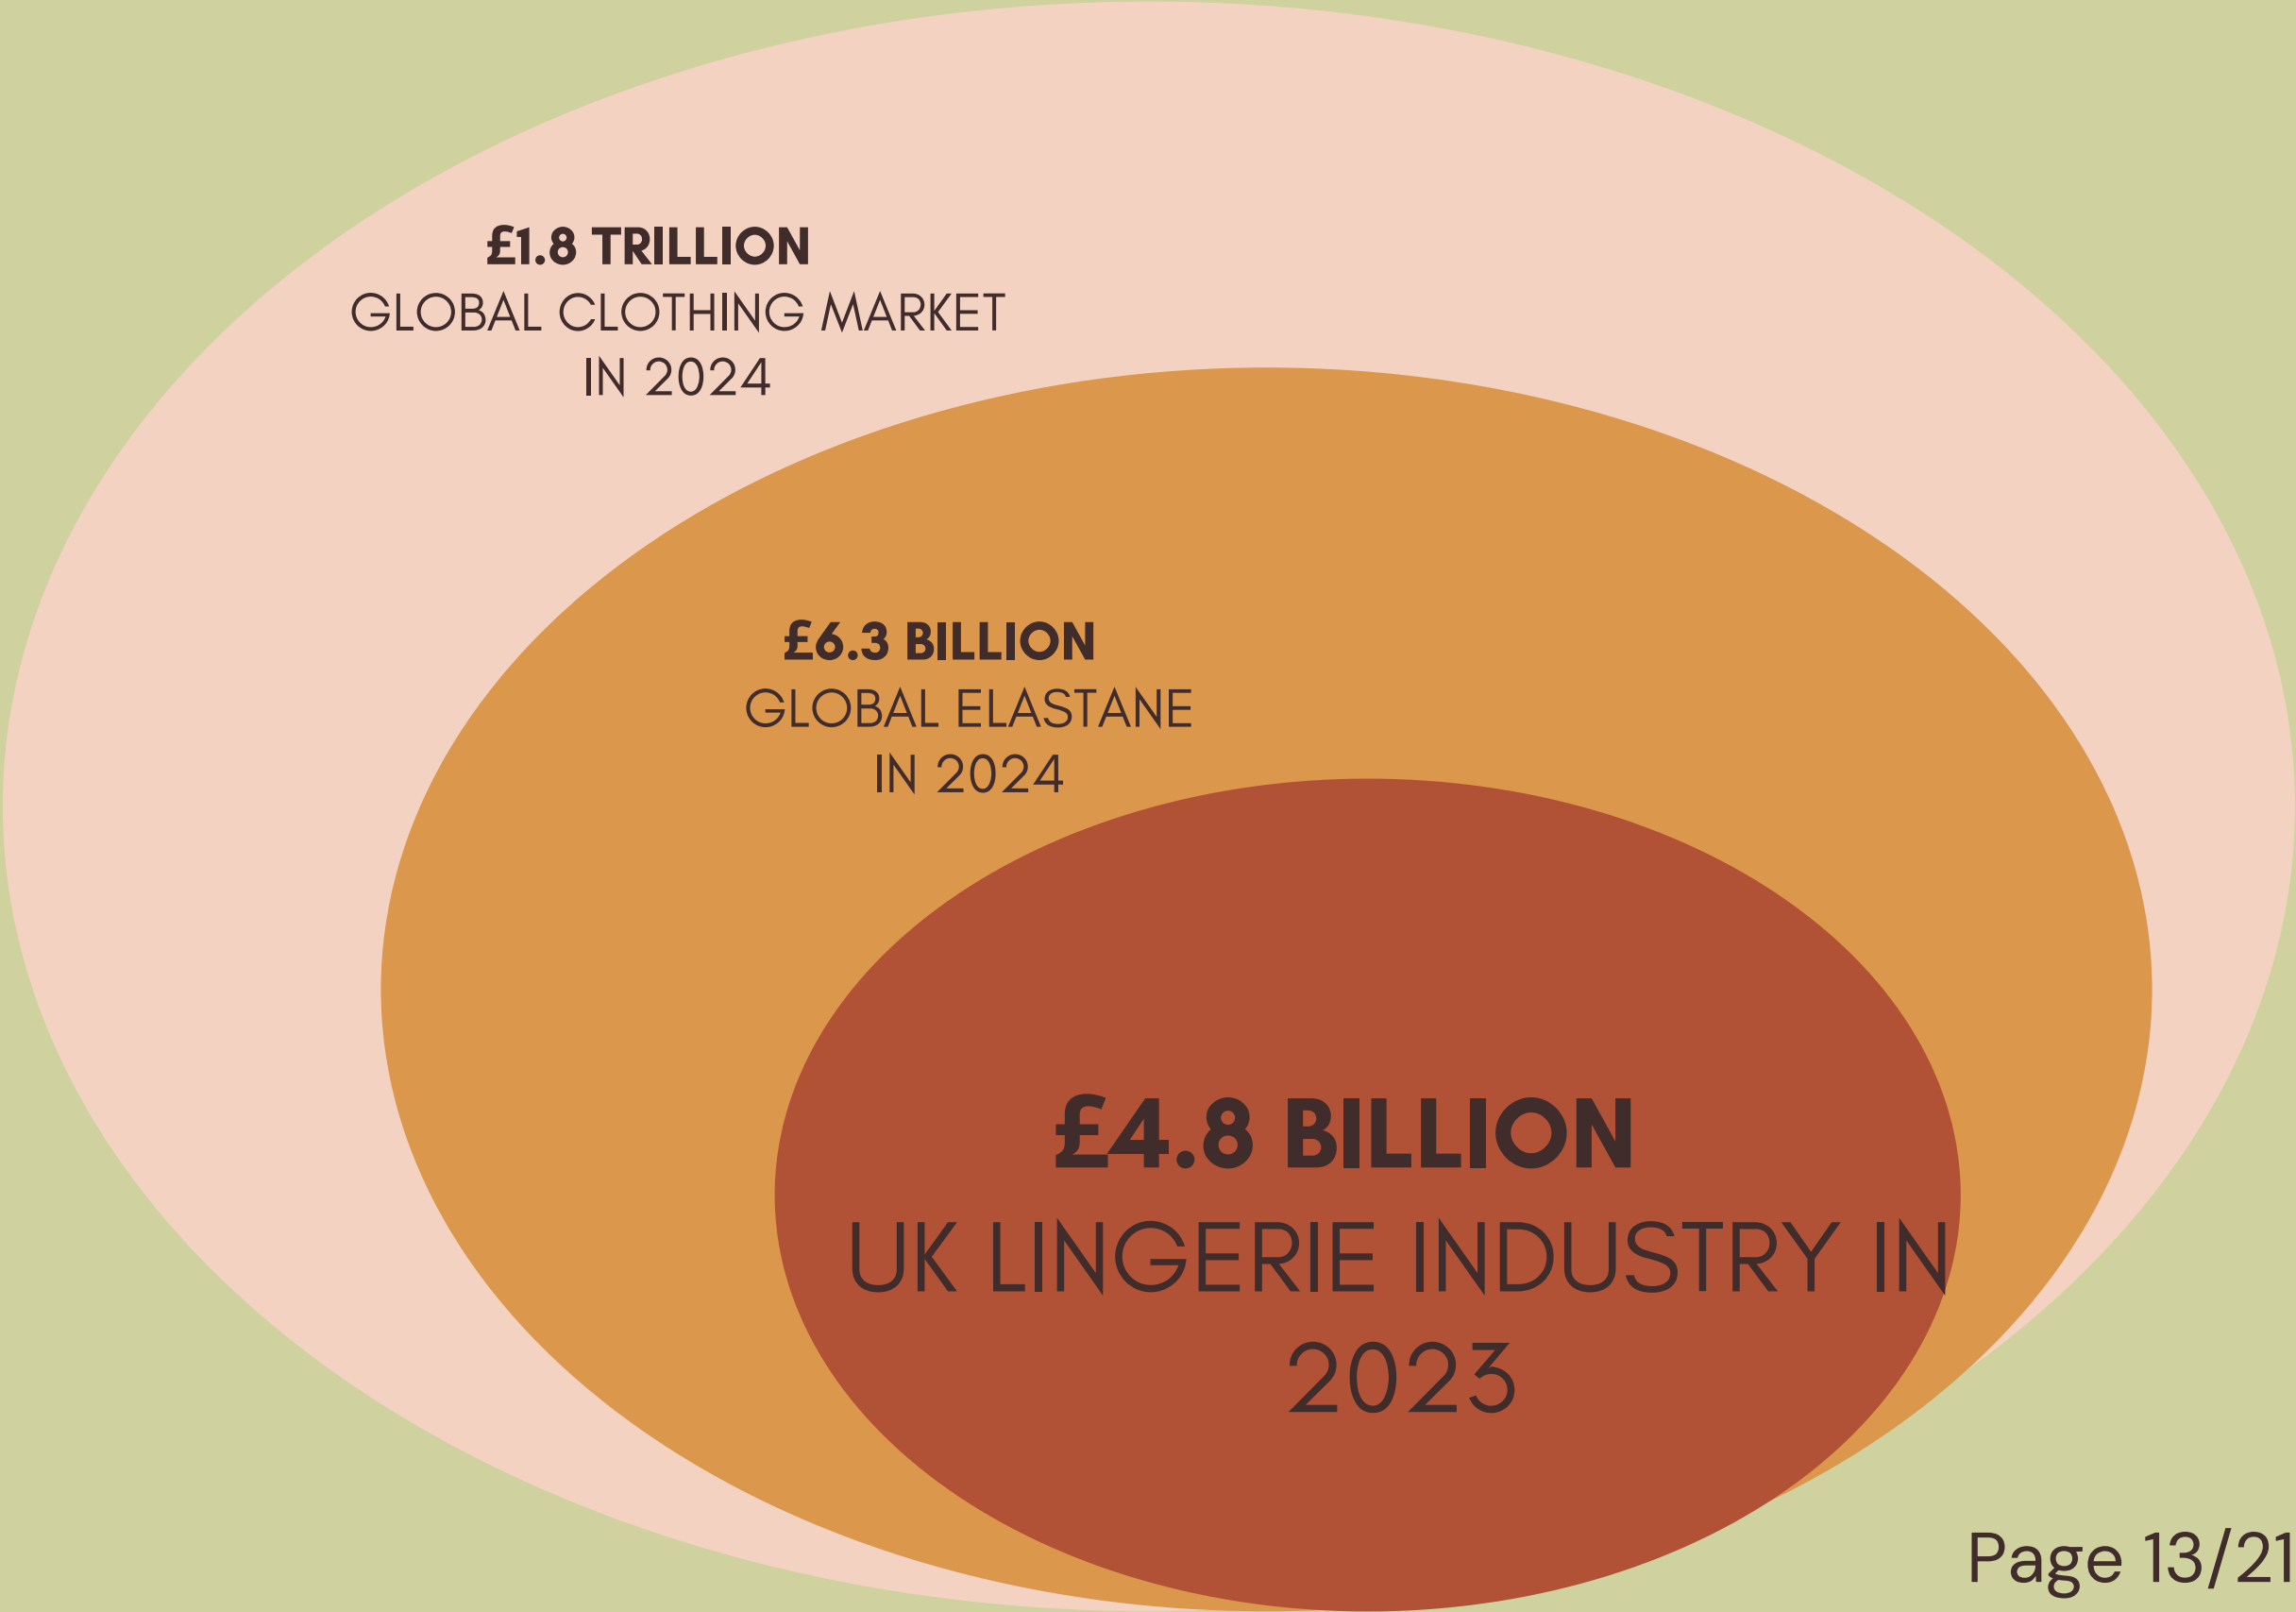 £1.8 TRILLION
GLOBAL CLOTHING MARKET
IN 2024
£6.3 BILLION
GLOBAL ELASTANE
IN 2024
£4.8 BILLION
UK LINGERIE INDUSTRY IN
2023
Page 13/21